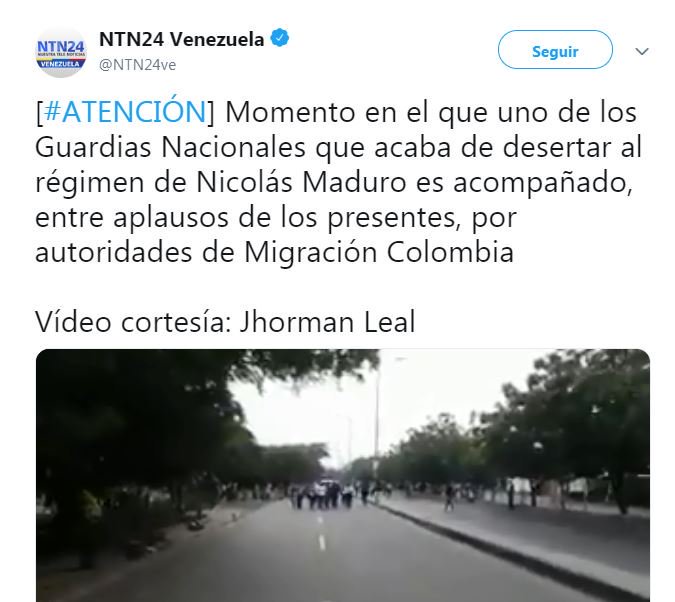 NTN24 Venezuela
@NTN24ve
Seguir
NTN24
NUESTRA TELE NOTICIAS
VENEZUELA
[#ATENCIÓN] Momento en el que uno de los
Guardias Nacionales que acaba de desertar al
régimen de Nicolás Maduro es acompañado,
entre aplausos de los presentes, por
autoridades de Migración Colombia
Vídeo cortesía: Jhorman Leal